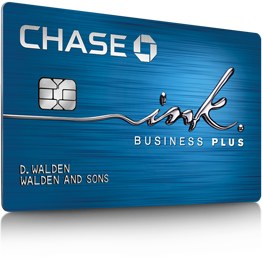 CHASE
ink.
BUSINESS PLUS
D. WALDEN
WALDEN AND SONS